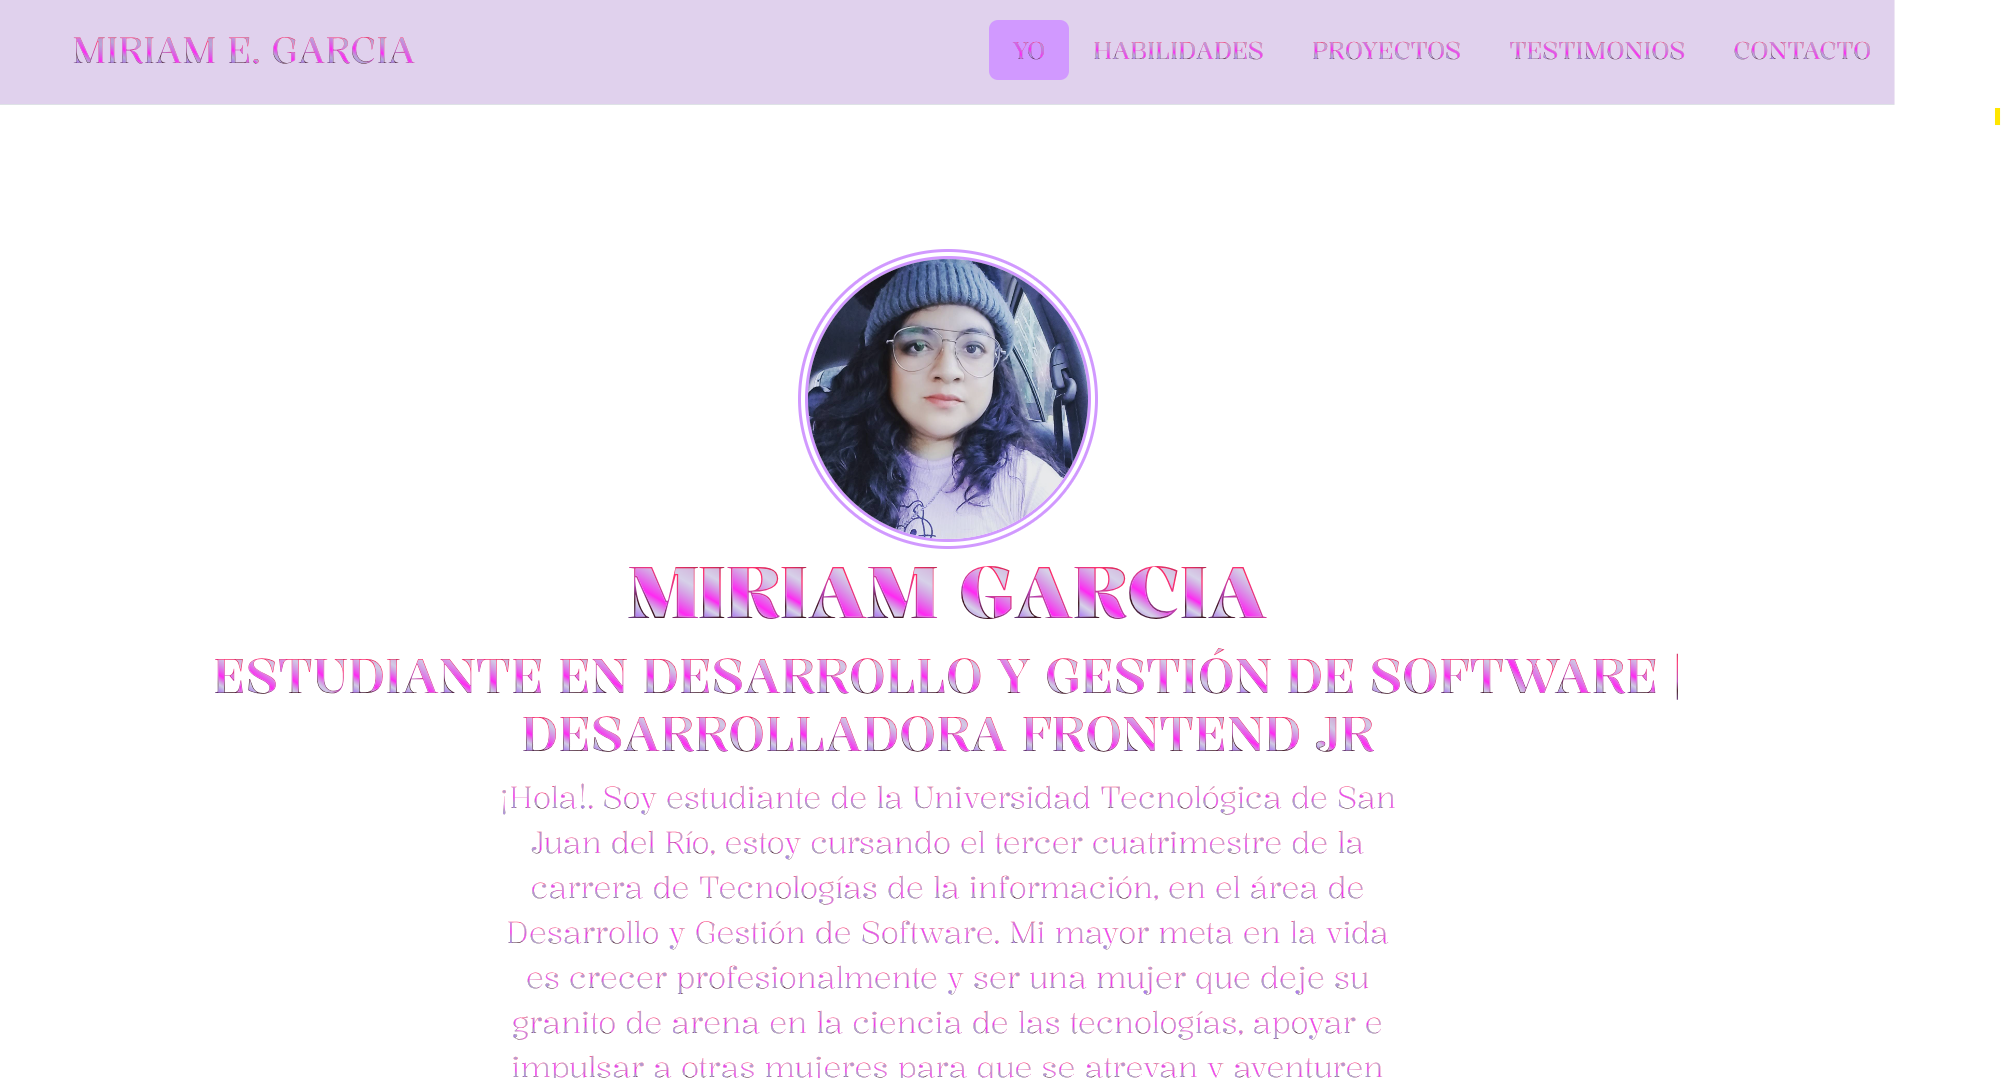 MIRIAM E. GARCIA
YO HABILIDADES PROYECTOS TESTIMONIOS CONTACTO
MIRIAM GARCIA
ESTUDIANTE EN DESARROLLO Y GESTIÓN DE SOFTWARE |
DESARROLLADORA FRONTEND JR
¡Hola!. Soy estudiante de la Universidad Tecnológica de San
Juan del Río, estoy cursando el tercer cuatrimestre de la
carrera de Tecnologías de la información, en el área de
Desarrollo y Gestión de Software. Mi mayor meta en la vida
es crecer profesionalmente y ser una mujer que deje su
granito de arena en la ciencia de las tecnologías, apoyar e
impulsar a otras mujeres para que se atrevan y aventuren